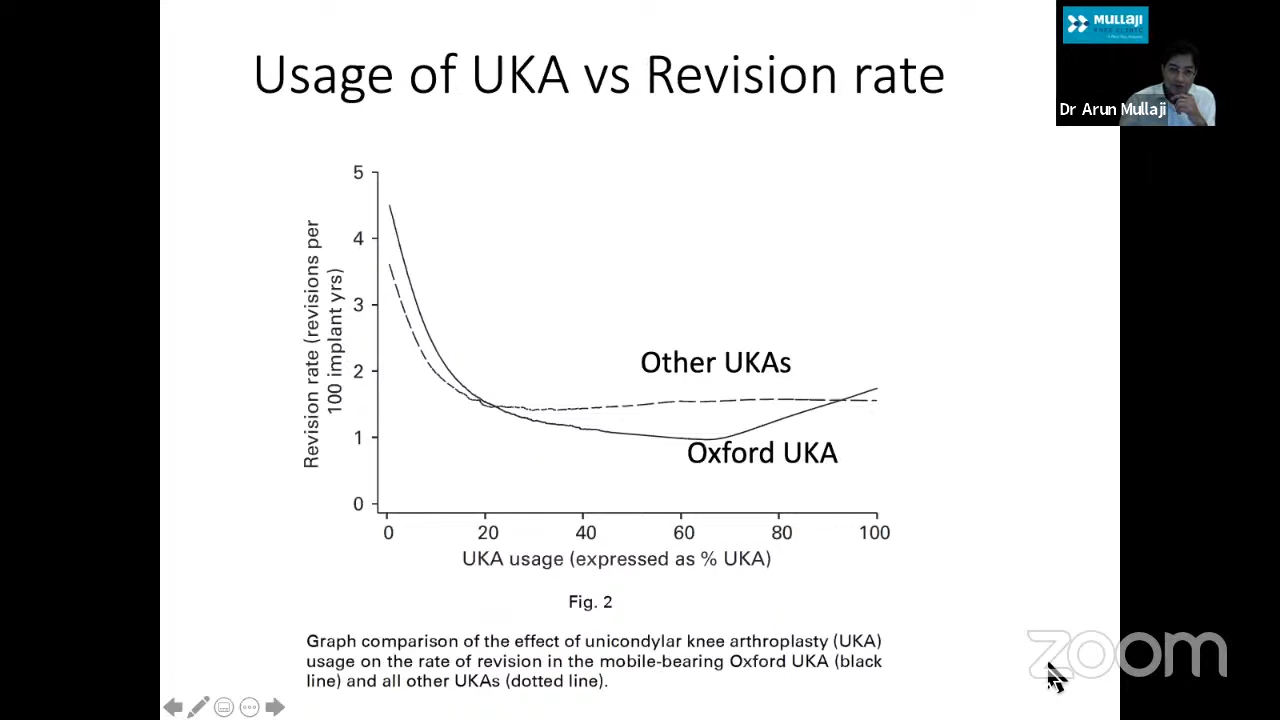 MULLAJI
Dr Arun Mullaji
Usage of UKA vs Revision rate
Revision rate (revisions per
100 implant yrs)
5
4
3
2
1
0
Other UKAs
Oxford UKA
0 20 40 60 80 100
UKA usage (expressed as % UKA)
Fig. 2
Graph comparison of the effect of unicondylar knee arthroplasty (UKA)
usage on the rate of revision in the mobile-bearing Oxford UKA (black
line) and all other UKAs (dotted line).
zoom